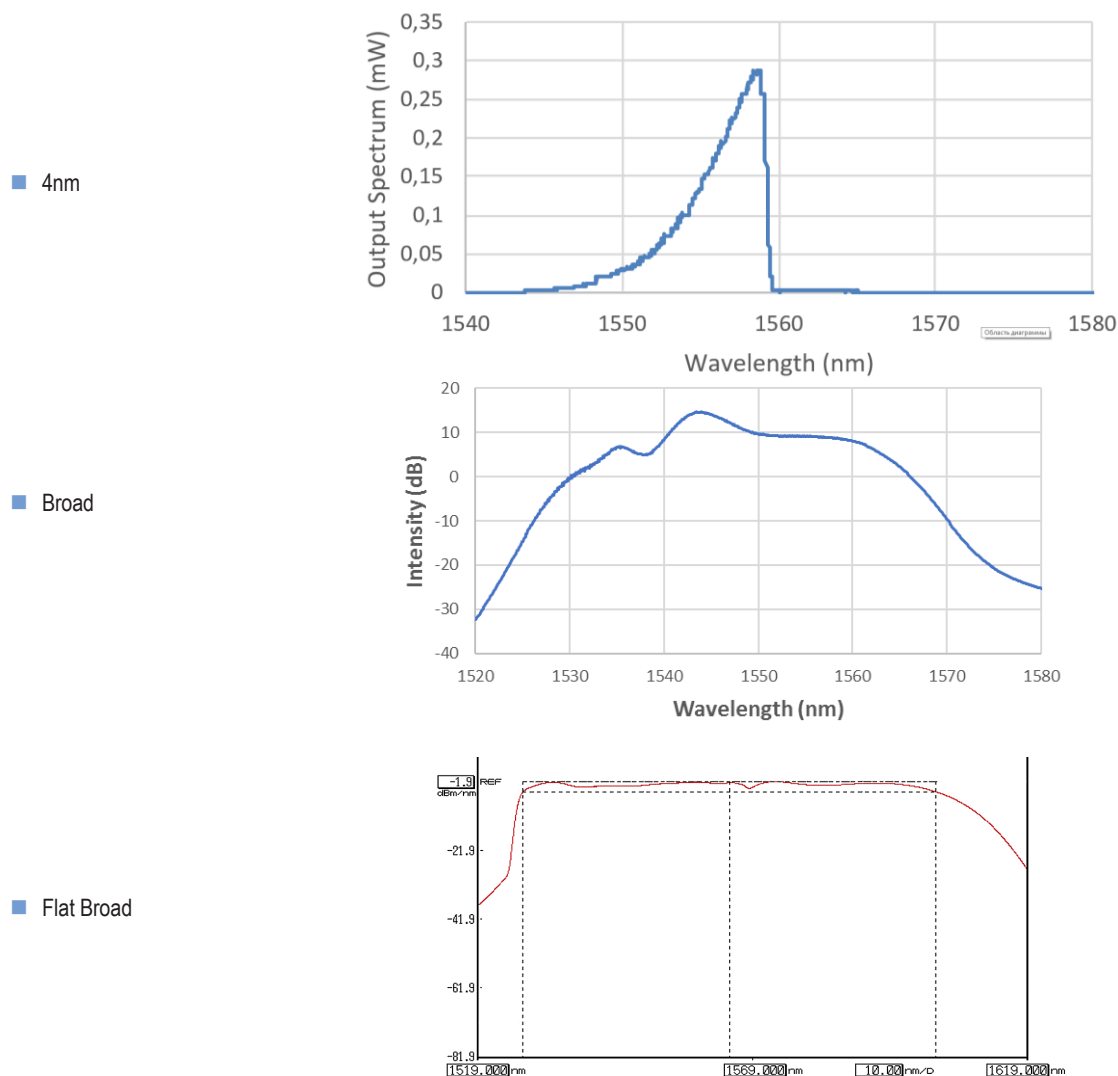 4nm
Output Spectrum (mW)
0,35
0,3
0,25
0,2
0,15
0,1
0,05
0
1540 1550 1560 1570 1580
Область диаграммы
Wavelength (nm)
Broad
Intensity (dB)
20
10
0
-10
-20
-30
-40
1520 1530 1540 1550 1560 1570 1580
Wavelength (nm)
Flat Broad
-1.9 REF
dBm/nm
-21.9
-41.9
-61.9
-81.9
1519.000nm 1569.000nm 10.00nm/D 1619.000nm